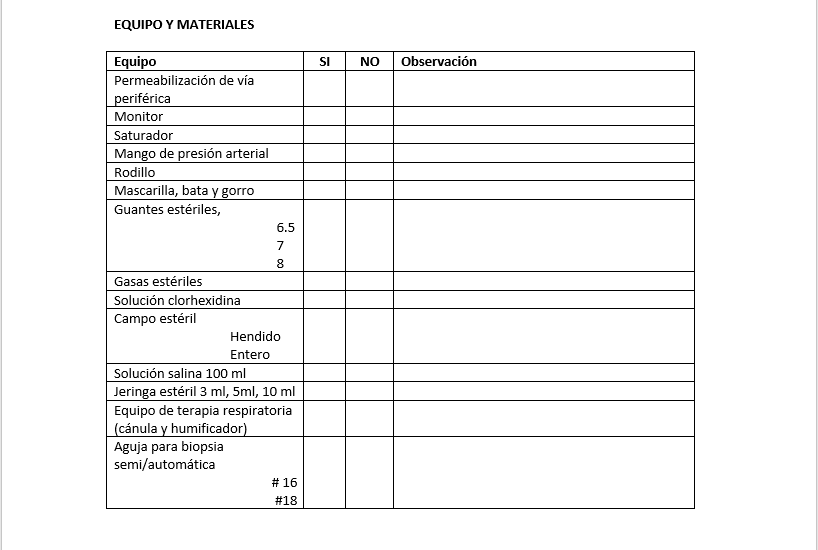 EQUIPO Y MATERIALES
Equipo SI NO Observación
Permeabilización de vía
periférica
Monitor
Saturador
Mango de presión arterial
Rodillo
Mascarilla, bata y gorro
Guantes estériles,
6.5
7
8
Gasas estériles
Solución clorhexidina
Campo estéril
Hendido
Entero
Solución salina 100 ml
Jeringa estéril 3 ml, 5ml, 10 ml
Equipo de terapia respiratoria
(cánula y humificador)
Aguja para biopsia
semi/automática
# 16
#18